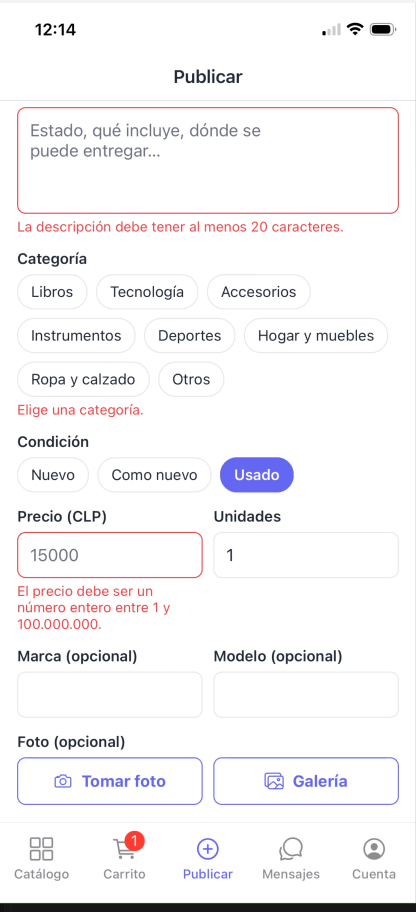 12:14
Publicar
Estado, qué incluye, dónde se
puede entregar...
La descripción debe tener al menos 20 caracteres.
Categoría
Libros Tecnología Accesorios
Instrumentos Deportes Hogar y muebles
Ropa y calzado Otros
Elige una categoría.
Condición
Nuevo Como nuevo Usado
Precio (CLP) Unidades
15000 1
El precio debe ser un
número entero entre 1 y
100.000.000.
Marca (opcional) Modelo (opcional)
Foto (opcional)
Tomar foto Galería
1
Catálogo Carrito Publicar Mensajes Cuenta